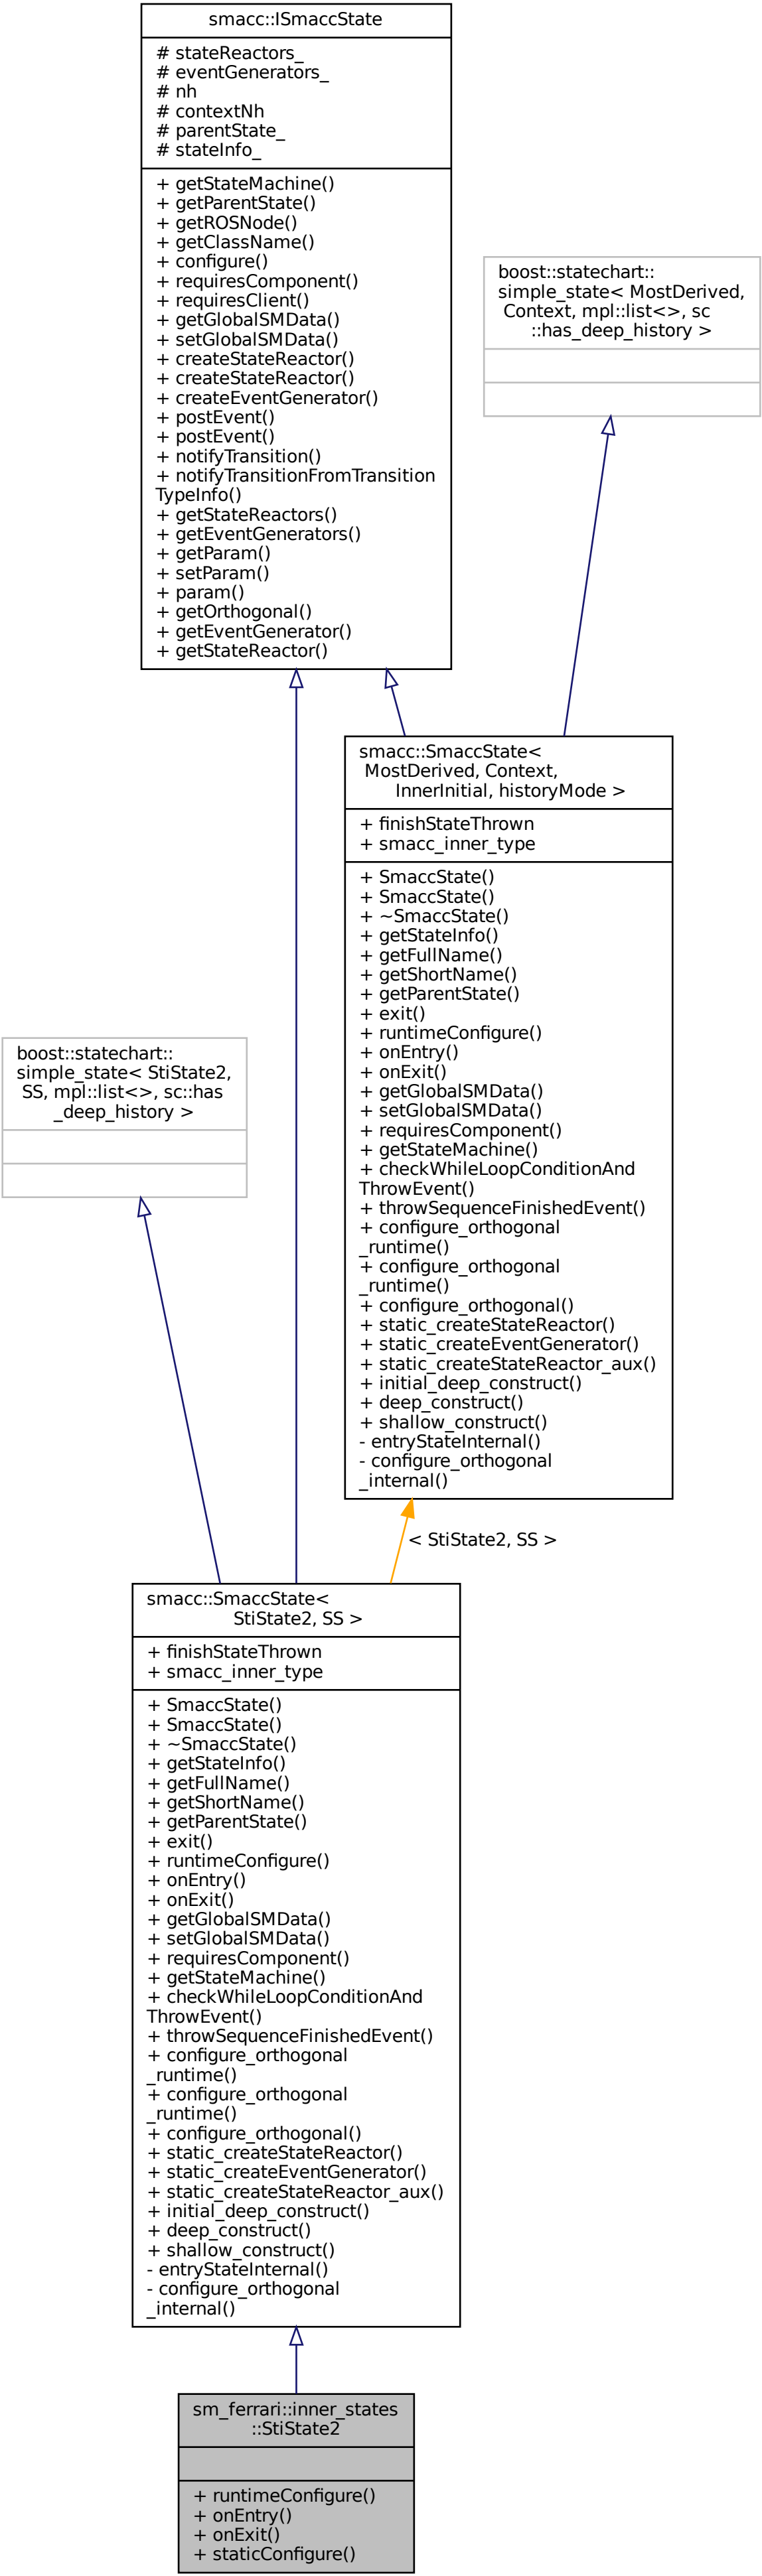 smacc::ISmaccState
# stateReactors_
# eventGenerators_
# nh
# contextNh
# parentState_
# stateInfo_
+ getStateMachine()
+ getParentState()
+ getROSNode()
+ getClassName()
+ configure()
+ requiresComponent()
+ requiresClient()
+ getGlobalSMData()
+ setGlobalSMData()
+ createStateReactor()
+ createStateReactor()
+ createEventGenerator()
+ postEvent()
+ postEvent()
+ notifyTransition()
+ notifyTransitionFromTransition
TypeInfo()
+ getStateReactors()
+ getEventGenerators()
+ getParam()
+ setParam()
+ param()
+ getOrthogonal()
+ getEventGenerator()
+ getStateReactor()
boost::statechart::
simple_state< MostDerived,
Context, mpl::list<>, sc
::has_deep_history >
smacc::SmaccState<
MostDerived, Context,
InnerInitial, historyMode >
+ finishStateThrown
+ smacc_inner_type
+ SmaccState()
+ SmaccState()
+ ~SmaccState()
+ getStateInfo()
+ getFullName()
+ getShortName()
+ getParentState()
+ exit()
+ runtimeConfigure()
+ onEntry()
+ onExit()
+ getGlobalSMData()
+ setGlobalSMData()
+ requiresComponent()
+ getStateMachine()
+ checkWhileLoopConditionAnd
ThrowEvent()
+ throwSequenceFinishedEvent()
+ configure_orthogonal
_runtime()
+ configure_orthogonal
_runtime()
+ configure_orthogonal()
+ static_createStateReactor()
+ static_createEventGenerator()
+ static_createStateReactor_aux()
+ initial_deep_construct()
+ deep_construct()
+ shallow_construct()
- entryStateInternal()
- configure_orthogonal
_internal()
boost::statechart::
simple_state< StiState2,
SS, mpl::list<>, sc::has
_deep_history >
< StiState2, SS >
smacc::SmaccState<
StiState2, SS >
+ finishStateThrown
+ smacc_inner_type
+ SmaccState()
+ SmaccState()
+ ~SmaccState()
+ getStateInfo()
+ getFullName()
+ getShortName()
+ getParentState()
+ exit()
+ runtimeConfigure()
+ onEntry()
+ onExit()
+ getGlobalSMData()
+ setGlobalSMData()
+ requiresComponent()
+ getStateMachine()
+ checkWhileLoopConditionAnd
ThrowEvent()
+ throwSequenceFinishedEvent()
+ configure_orthogonal
_runtime()
+ configure_orthogonal
_runtime()
+ configure_orthogonal()
+ static_createStateReactor()
+ static_createEventGenerator()
+ static_createStateReactor_aux()
+ initial_deep_construct()
+ deep_construct()
+ shallow_construct()
- entryStateInternal()
- configure_orthogonal
_internal()
sm_ferrari::inner_states
::StiState2
+ runtimeConfigure()
+ onEntry()
+ onExit()
+ staticConfigure()